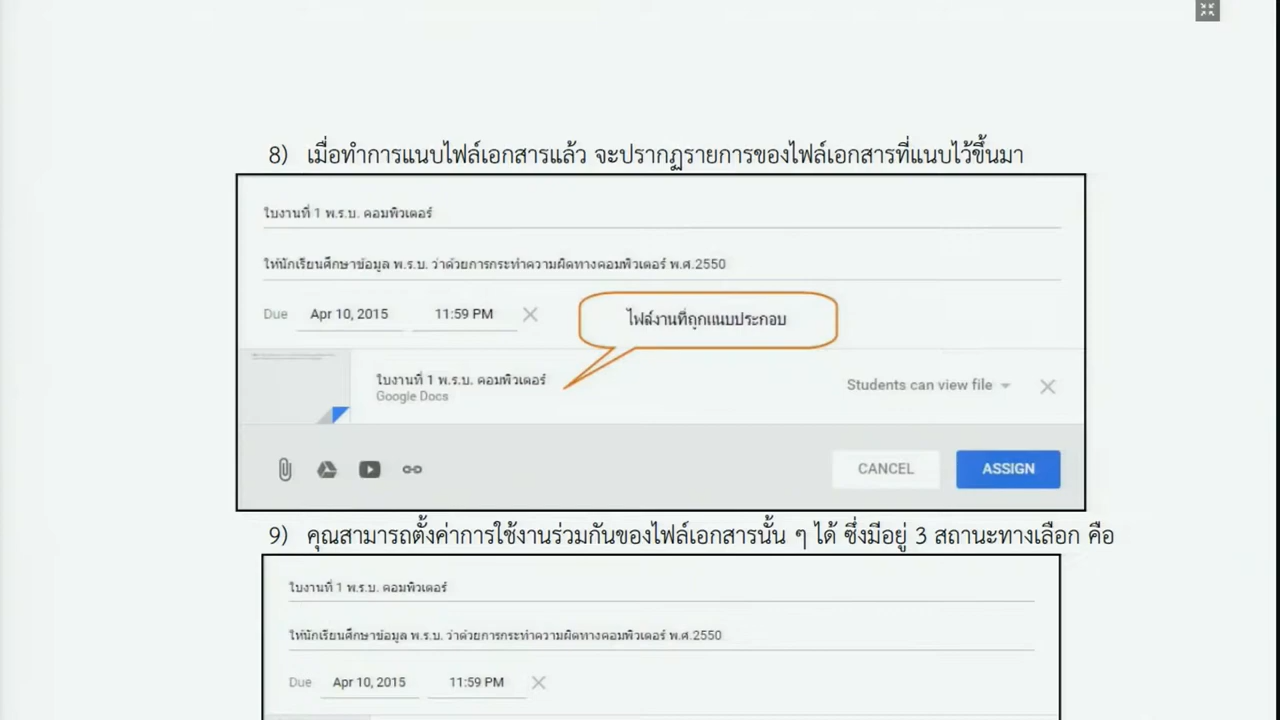 8) เมื่อทำการแนบไฟล์เอกสารแล้ว จะปรากฏรายการของไฟล์เอกสารที่แนบไว้ขึ้นมา
ใบงานที่ 1 พ.ร.บ. คอมพิวเตอร์
ให้นักเรียนศึกษาข้อมูล พ.ร.บ. ว่าด้วยการกระทำความผิดทางคอมพิวเตอร์ พ.ศ.2550
Due Apr 10, 2015 11:59 PM
ไฟล์งานที่ถูกแนบประกอบ
ใบงานที่ 1 พ.ร.บ. คอมพิวเตอร์
Google Docs
Students can view file
CANCEL ASSIGN
9) คุณสามารถตั้งค่าการใช้งานร่วมกันของไฟล์เอกสารนั้น ๆ ได้ ซึ่งมีอยู่ 3 สถานะทางเลือก คือ
ใบงานที่ 1 พ.ร.บ. คอมพิวเตอร์
ให้นักเรียนศึกษาข้อมูล พ.ร.บ. ว่าด้วยการกระทำความผิดทางคอมพิวเตอร์ พ.ศ.2550
Due Apr 10, 2015 11:59 PM